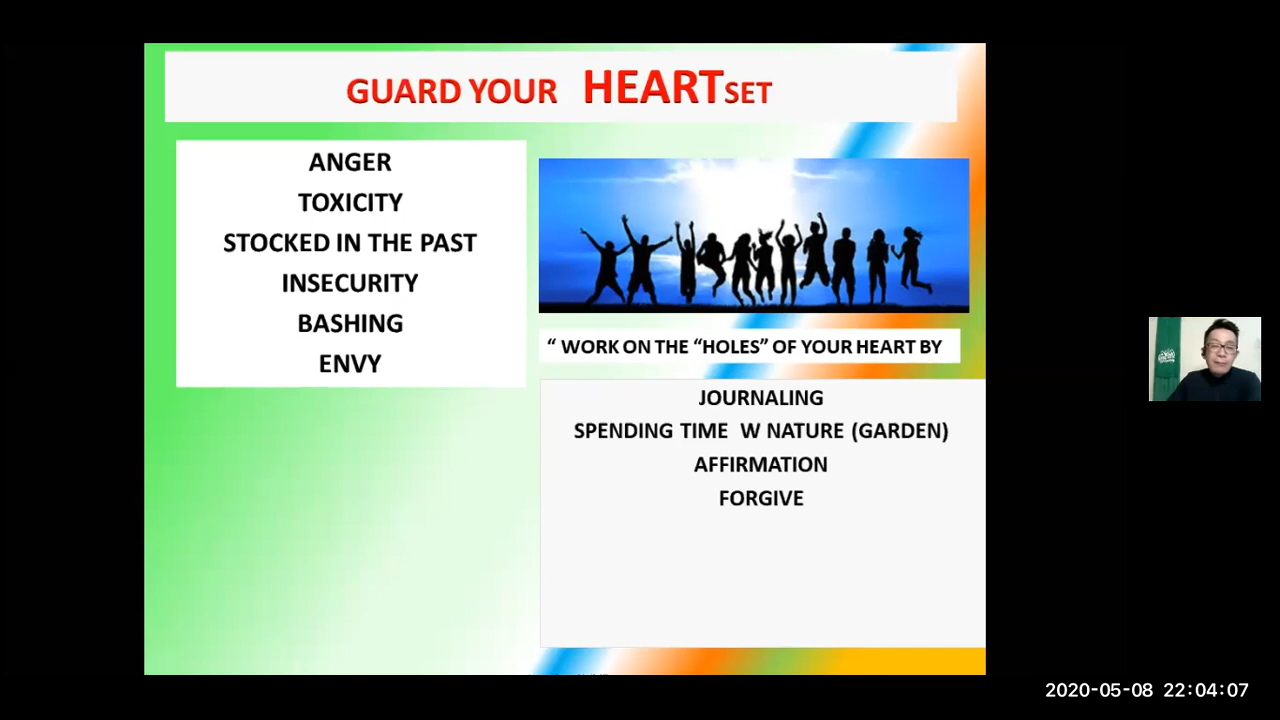 GUARD YOUR HEARTSET
ANGER
TOXICITY
STOCKED IN THE PAST
INSECURITY
BASHING
ENVY
“ WORK ON THE “HOLES” OF YOUR HEART BY
JOURNALING
SPENDING TIME W NATURE (GARDEN)
AFFIRMATION
FORGIVE
2020-05-08 22:04:07